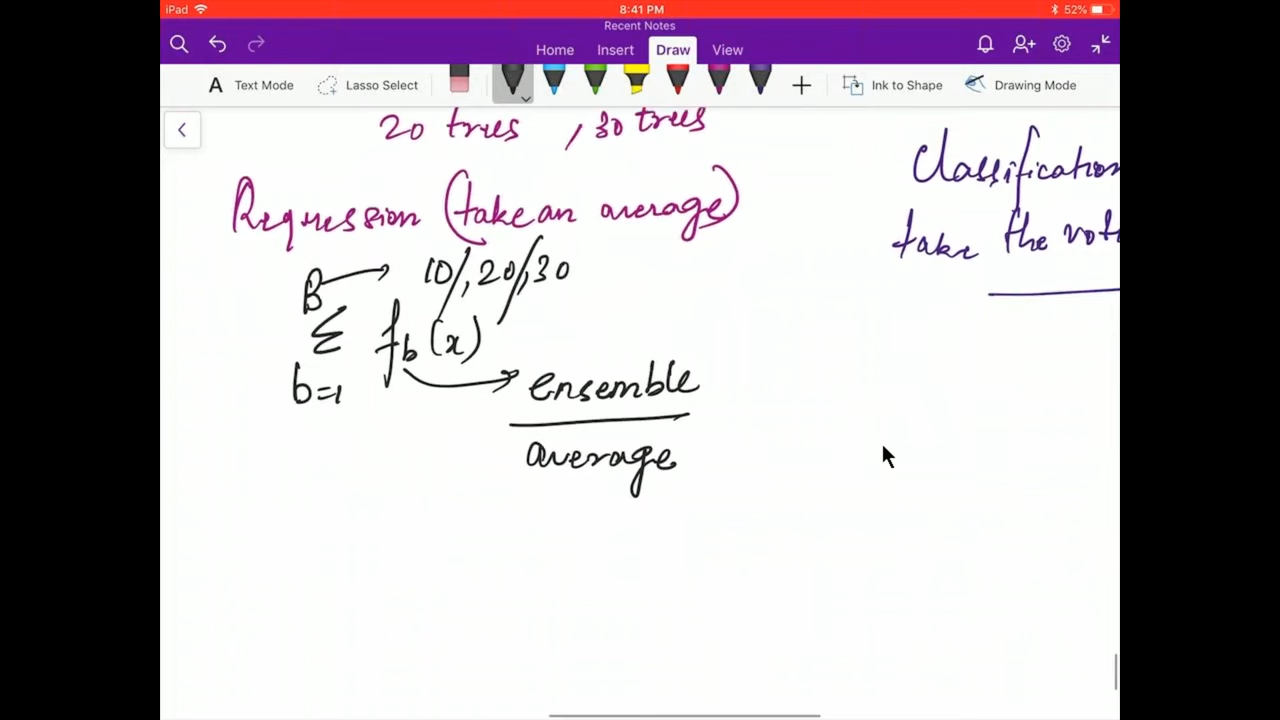 iPad 8:41 PM 52%
Recent Notes
Home Insert Draw View
A Text Mode Lasso Select Ink to Shape Drawing Mode
20 trees , 30 trees
Regression (take an average)
B 10, 20, 30
Σ f_b (x)
b=1
ensemble
average
Classification
take the vot